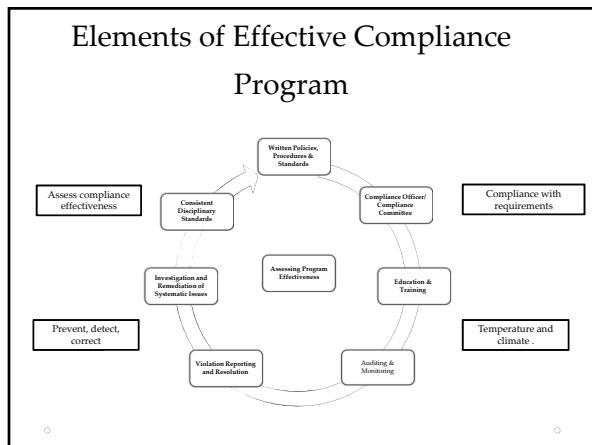 Elements of Effective Compliance
Program
Written Policies,
Procedures &
Standards
Assess compliance
effectiveness
Consistent
Disciplinary
Standards
Compliance Officer/
Compliance
Committee
Compliance with
requirements
Assessing Program
Effectiveness
Investigation and
Remediation of
Systematic Issues
Education &
Training
Prevent, detect,
correct
Temperature and
climate .
Violation Reporting
and Resolution
Auditing &
Monitoring